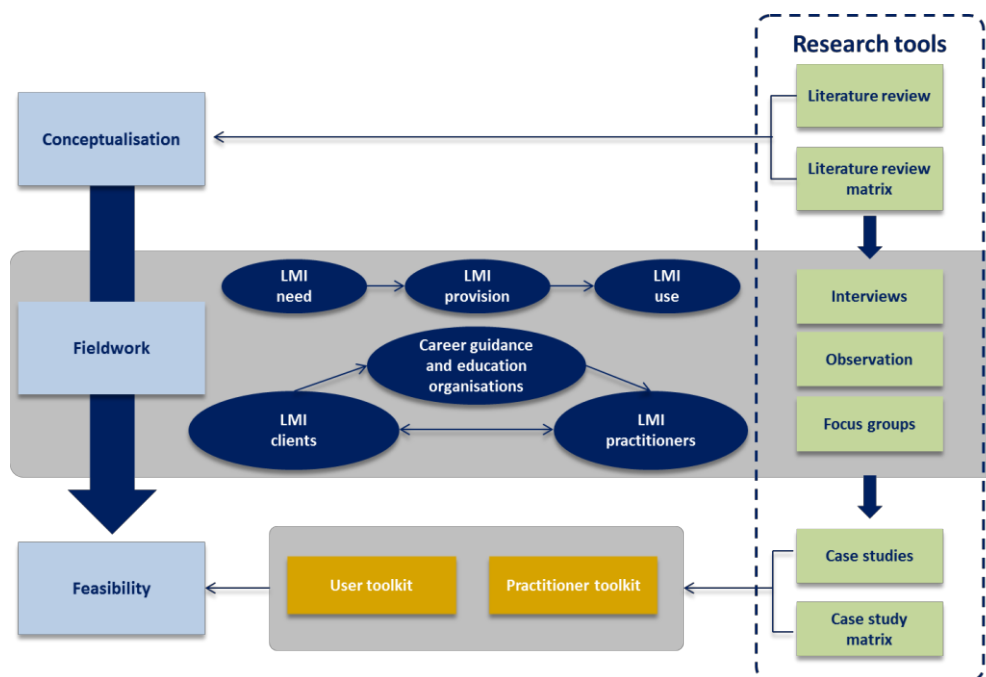 Research tools
Literature review
Conceptualisation
Literature review
matrix
LMI
need
LMI
provision
LMI
use
Interviews
Fieldwork
Career guidance
and education
organisations
Observation
LMI
clients
LMI
practitioners
Focus groups
Case studies
Feasibility
User toolkit
Practitioner toolkit
Case study
matrix